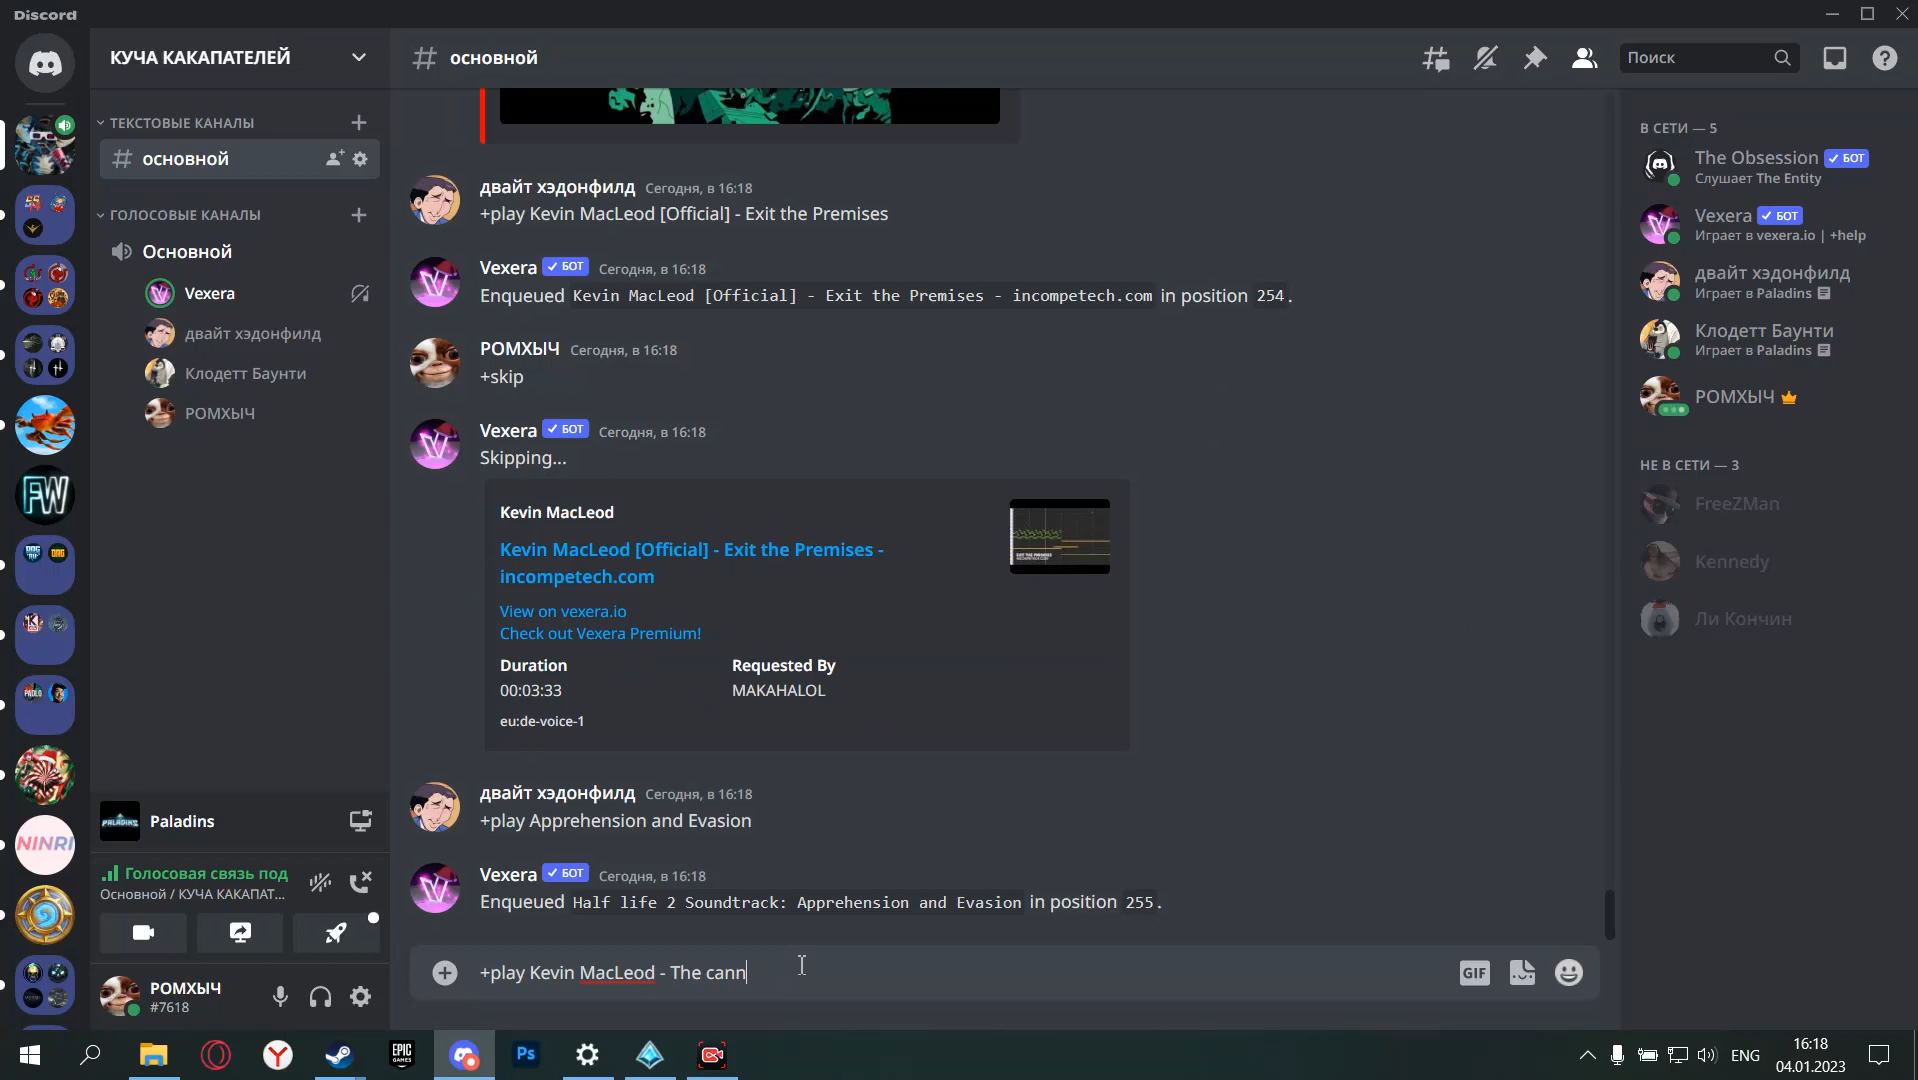 Discord
КУЧА КАКАПАТЕЛЕЙ
ТЕКСТОВЫЕ КАНАЛЫ
основной
ГОЛОСОВЫЕ КАНАЛЫ
Основной
Vexera
двайт хэдонфилд
Клодетт Баунти
РОМХЫЧ
FW
NINRI
Paladins
Голосовая связь под
Основной / КУЧА КАКАПАТ...
РОМХЫЧ
#7618
основной
Поиск
двайт хэдонфилд Сегодня, в 16:18
+play Kevin MacLeod [Official] - Exit the Premises
Vexera БОТ Сегодня, в 16:18
Enqueued Kevin MacLeod [Official] - Exit the Premises - incompetech.com in position 254.
РОМХЫЧ Сегодня, в 16:18
+skip
Vexera БОТ Сегодня, в 16:18
Skipping...
Kevin MacLeod
Kevin MacLeod [Official] - Exit the Premises -
incompetech.com
View on vexera.io
Check out Vexera Premium!
Duration Requested By
00:03:33 MAKAHALOL
eu:de-voice-1
двайт хэдонфилд Сегодня, в 16:18
+play Apprehension and Evasion
Vexera БОТ Сегодня, в 16:18
Enqueued Half life 2 Soundtrack: Apprehension and Evasion in position 255.
+play Kevin MacLeod - The cann
GIF
В СЕТИ — 5
The Obsession БОТ
Слушает The Entity
Vexera БОТ
Играет в vexera.io | +help
двайт хэдонфилд
Играет в Paladins
Клодетт Баунти
Играет в Paladins
РОМХЫЧ
НЕ В СЕТИ — 3
FreeZMan
Kennedy
Ли Кончин
EPIC
GAMES
Ps
ENG
16:18
04.01.2023